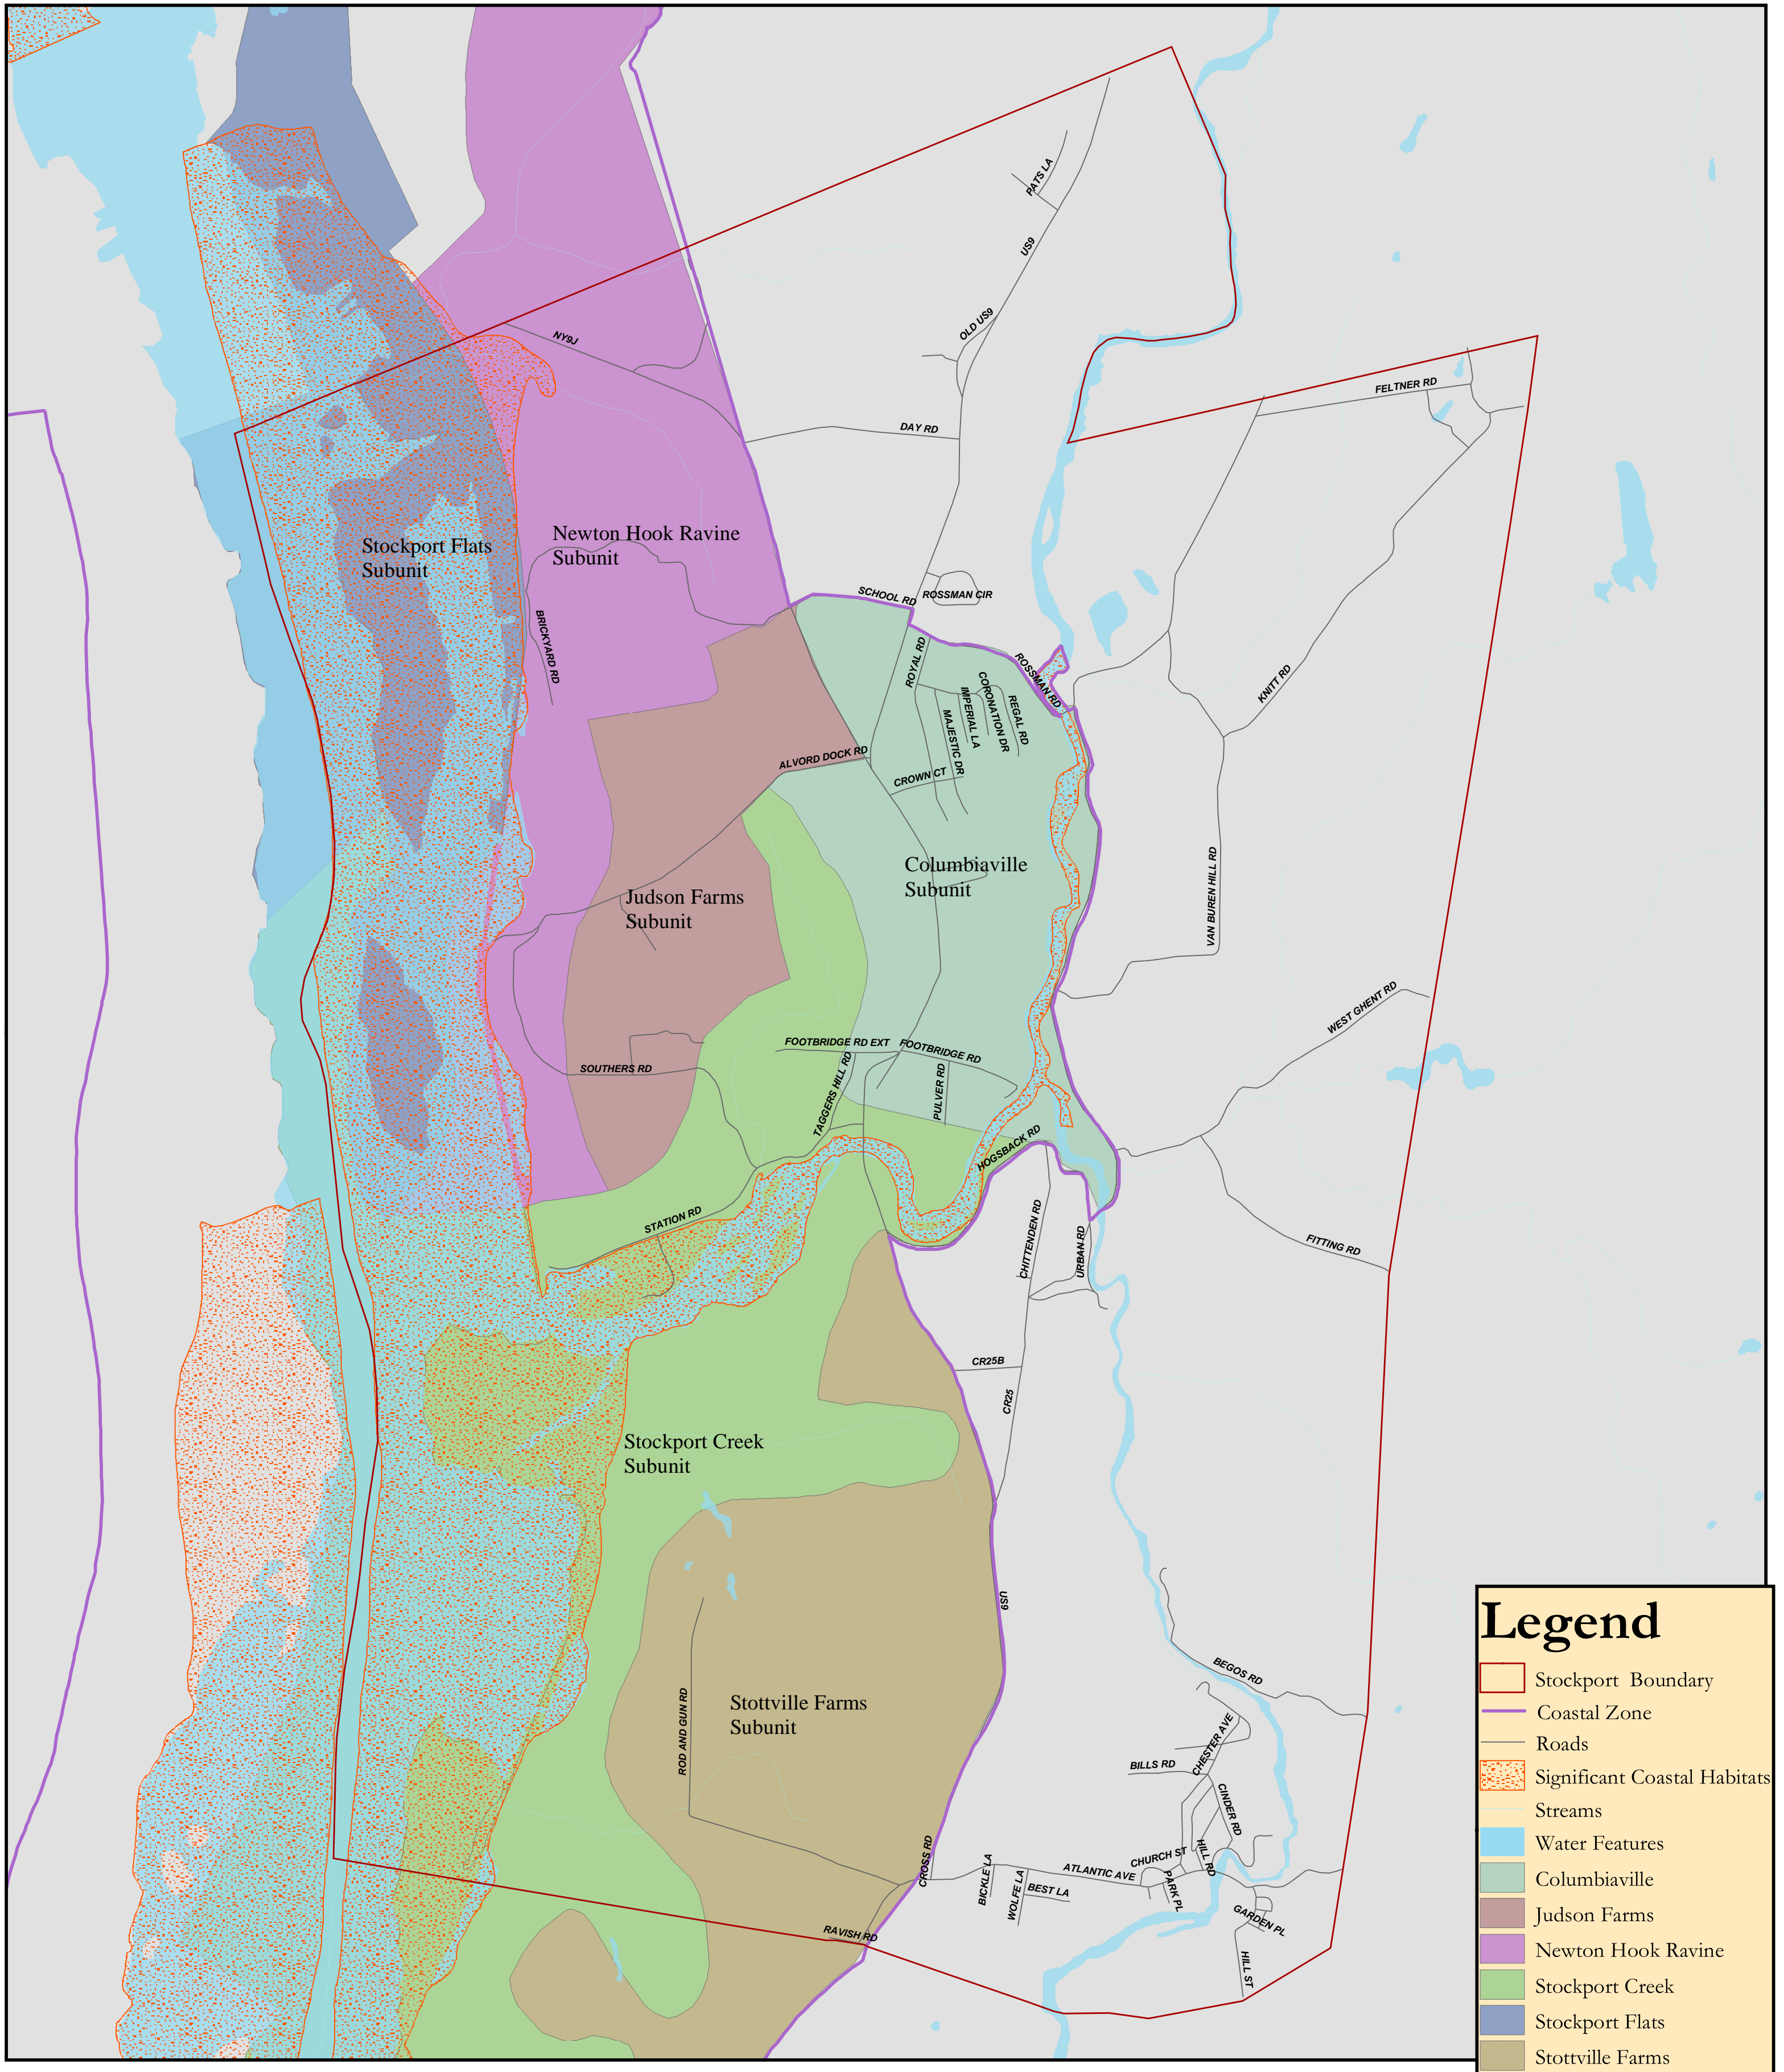 PATS LA
US9
OLD US9
NY9J
FELTNER RD
DAY RD
Stockport Flats
Subunit
Newton Hook Ravine
Subunit
SCHOOL RD
ROSSMAN CIR
BRICKYARD RD
ROYAL RD
ROSSMAN RD
CORONATION DR
IMPERIAL LA
REGAL RD
MAJESTIC DR
KNITT RD
ALVORD DOCK RD
CROWN CT
Columbiaville
Subunit
Judson Farms
Subunit
VAN BUREN HILL RD
WEST GHENT RD
FOOTBRIDGE RD EXT
FOOTBRIDGE RD
SOUTHERS RD
TAGGERS HILL RD
PULVER RD
HOGSBACK RD
STATION RD
CHITTENDEN RD
URBAN RD
FITTING RD
CR25B
CR25
Stockport Creek
Subunit
US9
BEGOS RD
ROD AND GUN RD
Stottville Farms
Subunit
CHESTER AVE
BILLS RD
CINDER RD
CROSS RD
CHURCH ST
HILL RD
BICKLE LA
WOLFE LA
ATLANTIC AVE
BEST LA
PARK PL
GARDEN PL
RAVISH RD
HILL ST
Legend
Stockport Boundary
Coastal Zone
Roads
Significant Coastal Habitats
Streams
Water Features
Columbiaville
Judson Farms
Newton Hook Ravine
Stockport Creek
Stockport Flats
Stottville Farms